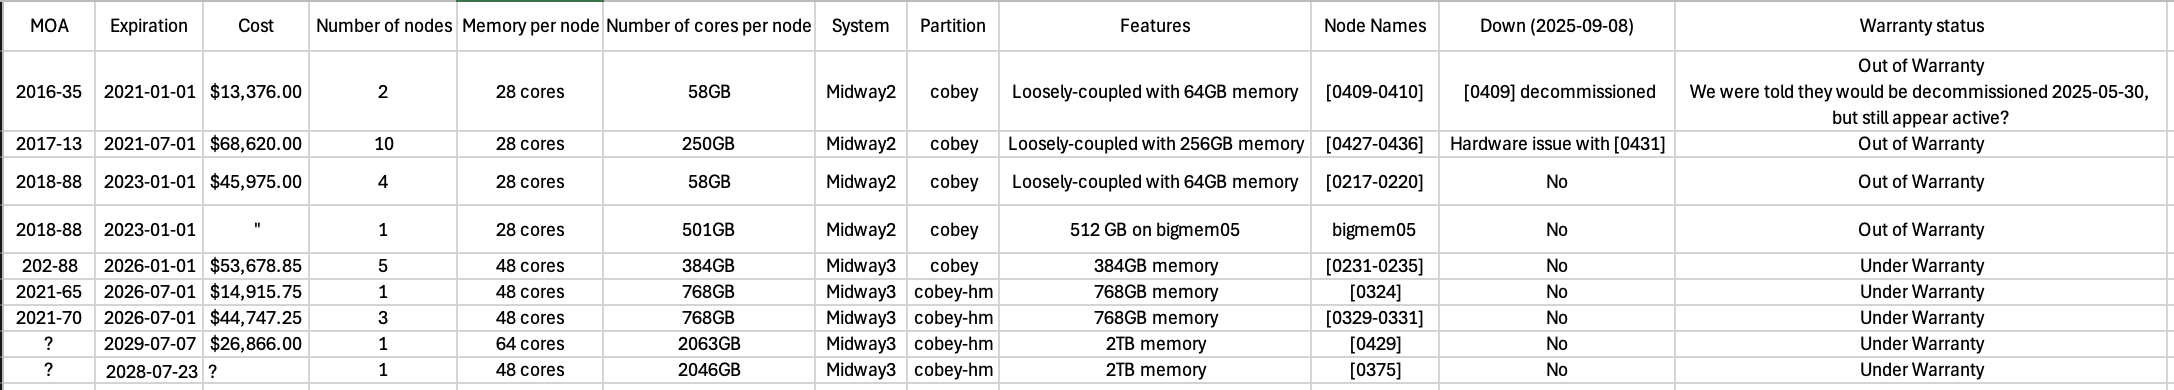 MOA Expiration Cost Number of nodes Memory per node Number of cores per node System Partition Features Node Names Down (2025-09-08) Warranty status
2016-35 2021-01-01 $13,376.00 2 28 cores 58GB Midway2 cobey Loosely-coupled with 64GB memory [0409-0410] [0409] decommissioned Out of Warranty
We were told they would be decommissioned 2025-05-30,
but still appear active?
2017-13 2021-07-01 $68,620.00 10 28 cores 250GB Midway2 cobey Loosely-coupled with 256GB memory [0427-0436] Hardware issue with [0431] Out of Warranty
2018-88 2023-01-01 $45,975.00 4 28 cores 58GB Midway2 cobey Loosely-coupled with 64GB memory [0217-0220] No Out of Warranty
2018-88 2023-01-01 " 1 28 cores 501GB Midway2 cobey 512 GB on bigmem05 bigmem05 No Out of Warranty
202-88 2026-01-01 $53,678.85 5 48 cores 384GB Midway3 cobey 384GB memory [0231-0235] No Under Warranty
2021-65 2026-07-01 $14,915.75 1 48 cores 768GB Midway3 cobey-hm 768GB memory [0324] No Under Warranty
2021-70 2026-07-01 $44,747.25 3 48 cores 768GB Midway3 cobey-hm 768GB memory [0329-0331] No Under Warranty
? 2029-07-07 $26,866.00 1 64 cores 2063GB Midway3 cobey-hm 2TB memory [0429] No Under Warranty
? 2028-07-23 ? 1 48 cores 2046GB Midway3 cobey-hm 2TB memory [0375] No Under Warranty